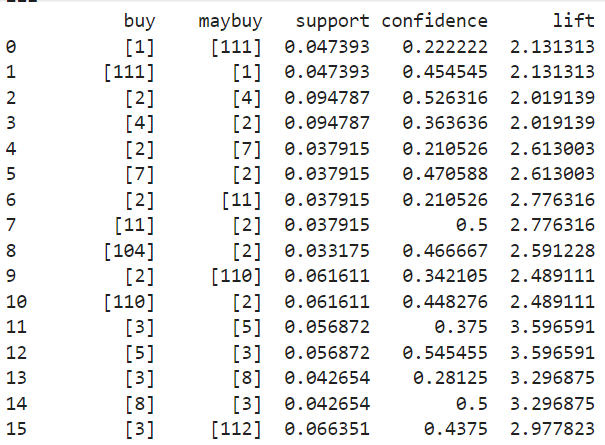 buy maybuy support confidence lift
0 [1] [111] 0.047393 0.222222 2.131313
1 [111] [1] 0.047393 0.454545 2.131313
2 [2] [4] 0.094787 0.526316 2.019139
3 [4] [2] 0.094787 0.363636 2.019139
4 [2] [7] 0.037915 0.210526 2.613003
5 [7] [2] 0.037915 0.470588 2.613003
6 [2] [11] 0.037915 0.210526 2.776316
7 [11] [2] 0.037915 0.5 2.776316
8 [104] [2] 0.033175 0.466667 2.591228
9 [2] [110] 0.061611 0.342105 2.489111
10 [110] [2] 0.061611 0.448276 2.489111
11 [3] [5] 0.056872 0.375 3.596591
12 [5] [3] 0.056872 0.545455 3.596591
13 [3] [8] 0.042654 0.28125 3.296875
14 [8] [3] 0.042654 0.5 3.296875
15 [3] [112] 0.066351 0.4375 2.977823